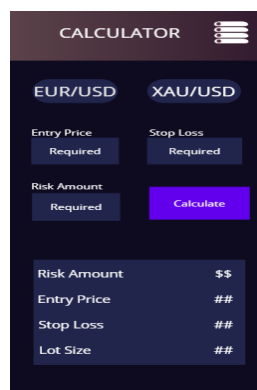 CALCULATOR
EUR/USD XAU/USD
Entry Price Stop Loss
Required Required
Risk Amount
Required Calculate
Risk Amount $$
Entry Price ##
Stop Loss ##
Lot Size ##